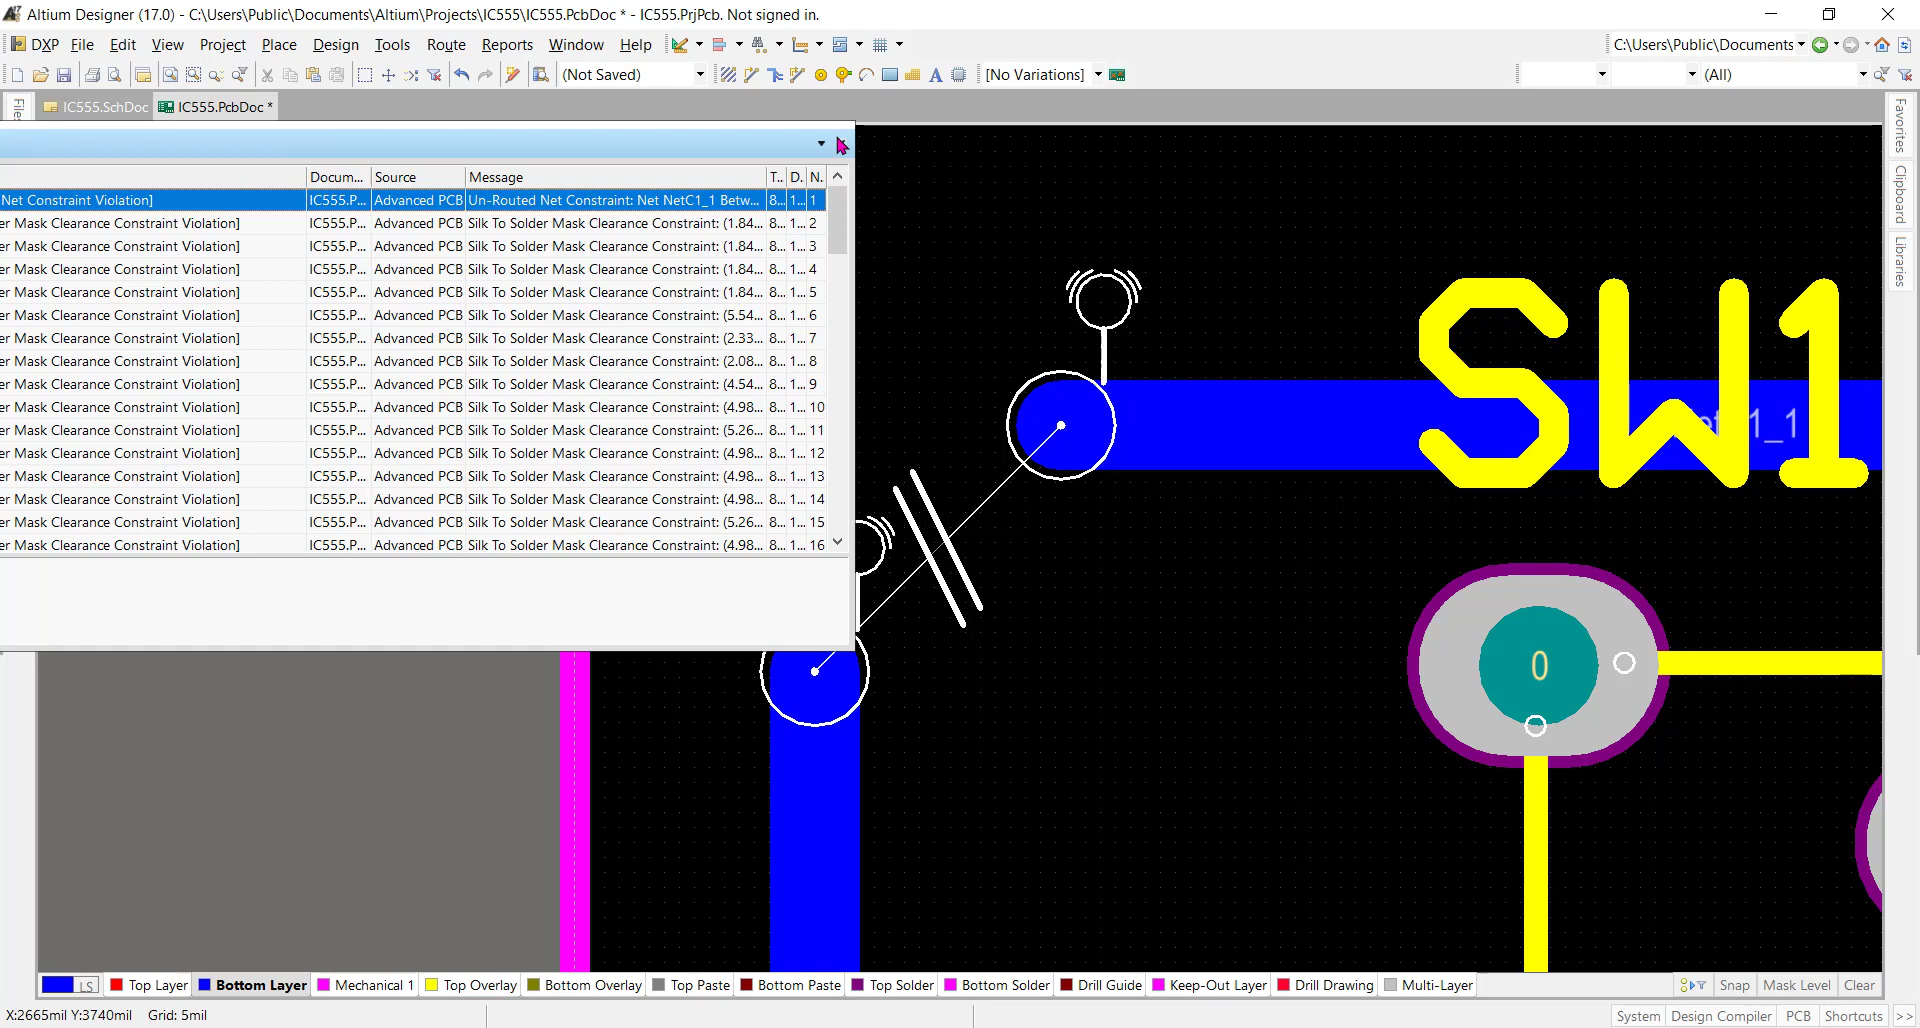 Altium Designer (17.0) - C:\Users\Public\Documents\Altium\Projects\IC555\IC555.PcbDoc * - IC555.PrjPcb. Not signed in.
DXP File Edit View Project Place Design Tools Route Reports Window Help C:\Users\Public\Documents
(Not Saved) A [No Variations] (All)
Files IC555.SchDoc IC555.PcbDoc * Favorites
Clipboard
Libraries
Docum... Source Message T.. D. N.
Net Constraint Violation] IC555.P... Advanced PCB Un-Routed Net Constraint: Net NetC1_1 Betw... 8... 1... 1
er Mask Clearance Constraint Violation] IC555.P... Advanced PCB Silk To Solder Mask Clearance Constraint: (1.84... 8... 1... 2
er Mask Clearance Constraint Violation] IC555.P... Advanced PCB Silk To Solder Mask Clearance Constraint: (1.84... 8... 1... 3
er Mask Clearance Constraint Violation] IC555.P... Advanced PCB Silk To Solder Mask Clearance Constraint: (1.84... 8... 1... 4
er Mask Clearance Constraint Violation] IC555.P... Advanced PCB Silk To Solder Mask Clearance Constraint: (1.84... 8... 1... 5
er Mask Clearance Constraint Violation] IC555.P... Advanced PCB Silk To Solder Mask Clearance Constraint: (5.54... 8... 1... 6
er Mask Clearance Constraint Violation] IC555.P... Advanced PCB Silk To Solder Mask Clearance Constraint: (2.33... 8... 1... 7
er Mask Clearance Constraint Violation] IC555.P... Advanced PCB Silk To Solder Mask Clearance Constraint: (2.08... 8... 1... 8
er Mask Clearance Constraint Violation] IC555.P... Advanced PCB Silk To Solder Mask Clearance Constraint: (4.54... 8... 1... 9
er Mask Clearance Constraint Violation] IC555.P... Advanced PCB Silk To Solder Mask Clearance Constraint: (4.98... 8... 1... 10
er Mask Clearance Constraint Violation] IC555.P... Advanced PCB Silk To Solder Mask Clearance Constraint: (5.26... 8... 1... 11
er Mask Clearance Constraint Violation] IC555.P... Advanced PCB Silk To Solder Mask Clearance Constraint: (4.98... 8... 1... 12
er Mask Clearance Constraint Violation] IC555.P... Advanced PCB Silk To Solder Mask Clearance Constraint: (4.98... 8... 1... 13
er Mask Clearance Constraint Violation] IC555.P... Advanced PCB Silk To Solder Mask Clearance Constraint: (4.98... 8... 1... 14
er Mask Clearance Constraint Violation] IC555.P... Advanced PCB Silk To Solder Mask Clearance Constraint: (5.26... 8... 1... 15
er Mask Clearance Constraint Violation] IC555.P... Advanced PCB Silk To Solder Mask Clearance Constraint: (4.98... 8... 1... 16
SW1
0
LS Top Layer Bottom Layer Mechanical 1 Top Overlay Bottom Overlay Top Paste Bottom Paste Top Solder Bottom Solder Drill Guide Keep-Out Layer Drill Drawing Multi-Layer Snap Mask Level Clear
X:2665mil Y:3740mil Grid: 5mil System Design Compiler PCB Shortcuts >>